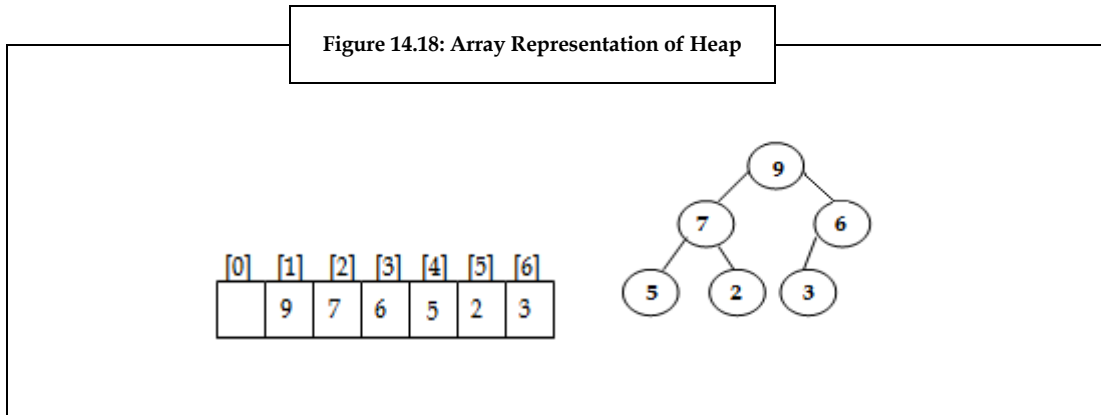 Figure 14.18: Array Representation of Heap
9
7 6
[0] [1] [2] [3] [4] [5] [6]
9 7 6 5 2 3
5 2 3